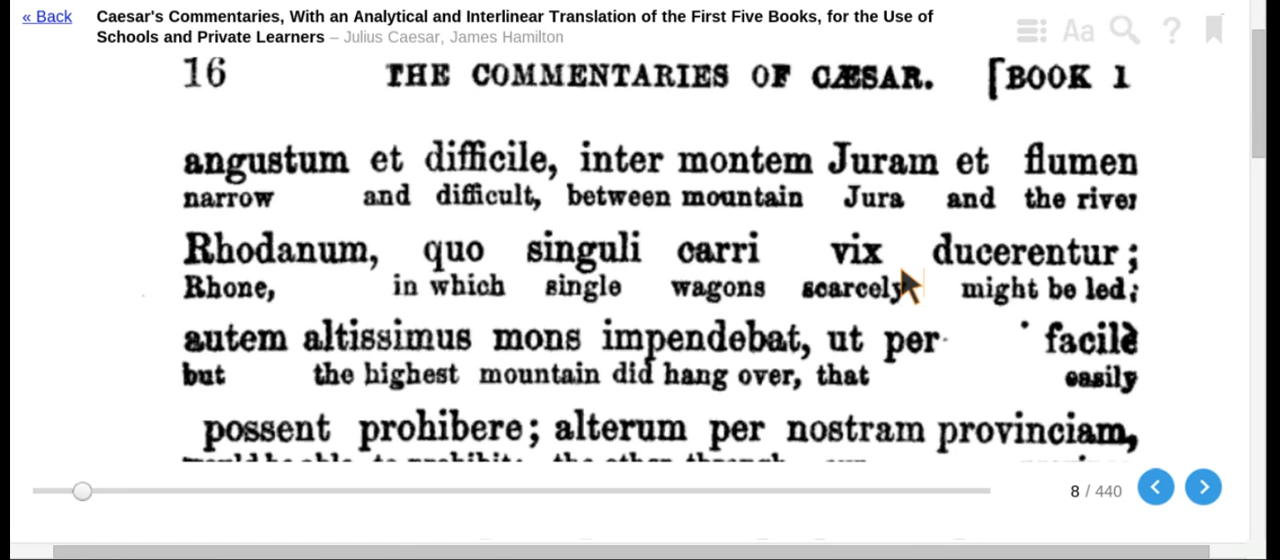 « Back
Caesar's Commentaries, With an Analytical and Interlinear Translation of the First Five Books, for the Use of
Schools and Private Learners – Julius Caesar, James Hamilton
Aa ?
16 THE COMMENTARIES OF CÆSAR. [BOOK 1
angustum et difficile, inter montem Juram et flumen
narrow and difficult, between mountain Jura and the river
Rhodanum, quo singuli carri vix ducerentur;
Rhone, in which single wagons scarcely might be led;
autem altissimus mons impendebat, ut per facilè
but the highest mountain did hang over, that easily
possent prohibere; alterum per nostram provinciam,
8 / 440